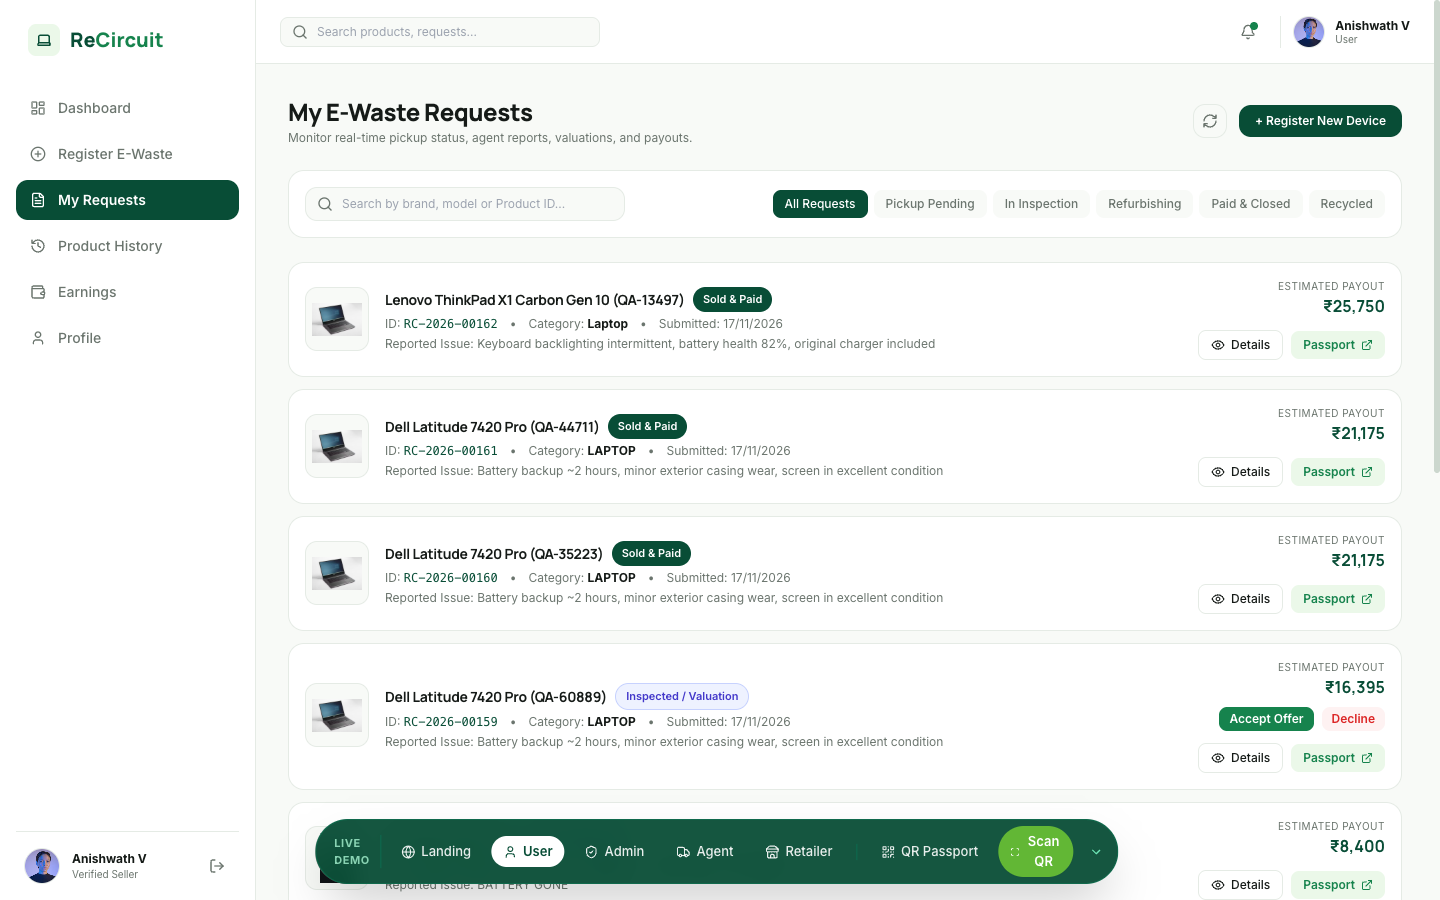 ReCircuit
Dashboard
Register E-Waste
My Requests
Product History
Earnings
Profile
Anishwath V
Verified Seller
Search products, requests...
Anishwath V
User
My E-Waste Requests
Monitor real-time pickup status, agent reports, valuations, and payouts.
+ Register New Device
Search by brand, model or Product ID...
All Requests
Pickup Pending
In Inspection
Refurbishing
Paid & Closed
Recycled
Lenovo ThinkPad X1 Carbon Gen 10 (QA-13497) Sold & Paid
ID: RC-2026-00162 • Category: Laptop • Submitted: 17/11/2026
Reported Issue: Keyboard backlighting intermittent, battery health 82%, original charger included
ESTIMATED PAYOUT
₹25,750
Details Passport
Dell Latitude 7420 Pro (QA-44711) Sold & Paid
ID: RC-2026-00161 • Category: LAPTOP • Submitted: 17/11/2026
Reported Issue: Battery backup ~2 hours, minor exterior casing wear, screen in excellent condition
ESTIMATED PAYOUT
₹21,175
Details Passport
Dell Latitude 7420 Pro (QA-35223) Sold & Paid
ID: RC-2026-00160 • Category: LAPTOP • Submitted: 17/11/2026
Reported Issue: Battery backup ~2 hours, minor exterior casing wear, screen in excellent condition
ESTIMATED PAYOUT
₹21,175
Details Passport
Dell Latitude 7420 Pro (QA-60889) Inspected / Valuation
ID: RC-2026-00159 • Category: LAPTOP • Submitted: 17/11/2026
Reported Issue: Battery backup ~2 hours, minor exterior casing wear, screen in excellent condition
ESTIMATED PAYOUT
₹16,395
Accept Offer Decline
Details Passport
Reported Issue: BATTERY GONE
ESTIMATED PAYOUT
₹8,400
Details Passport
LIVE
DEMO
Landing
User
Admin
Agent
Retailer
QR Passport
Scan
QR